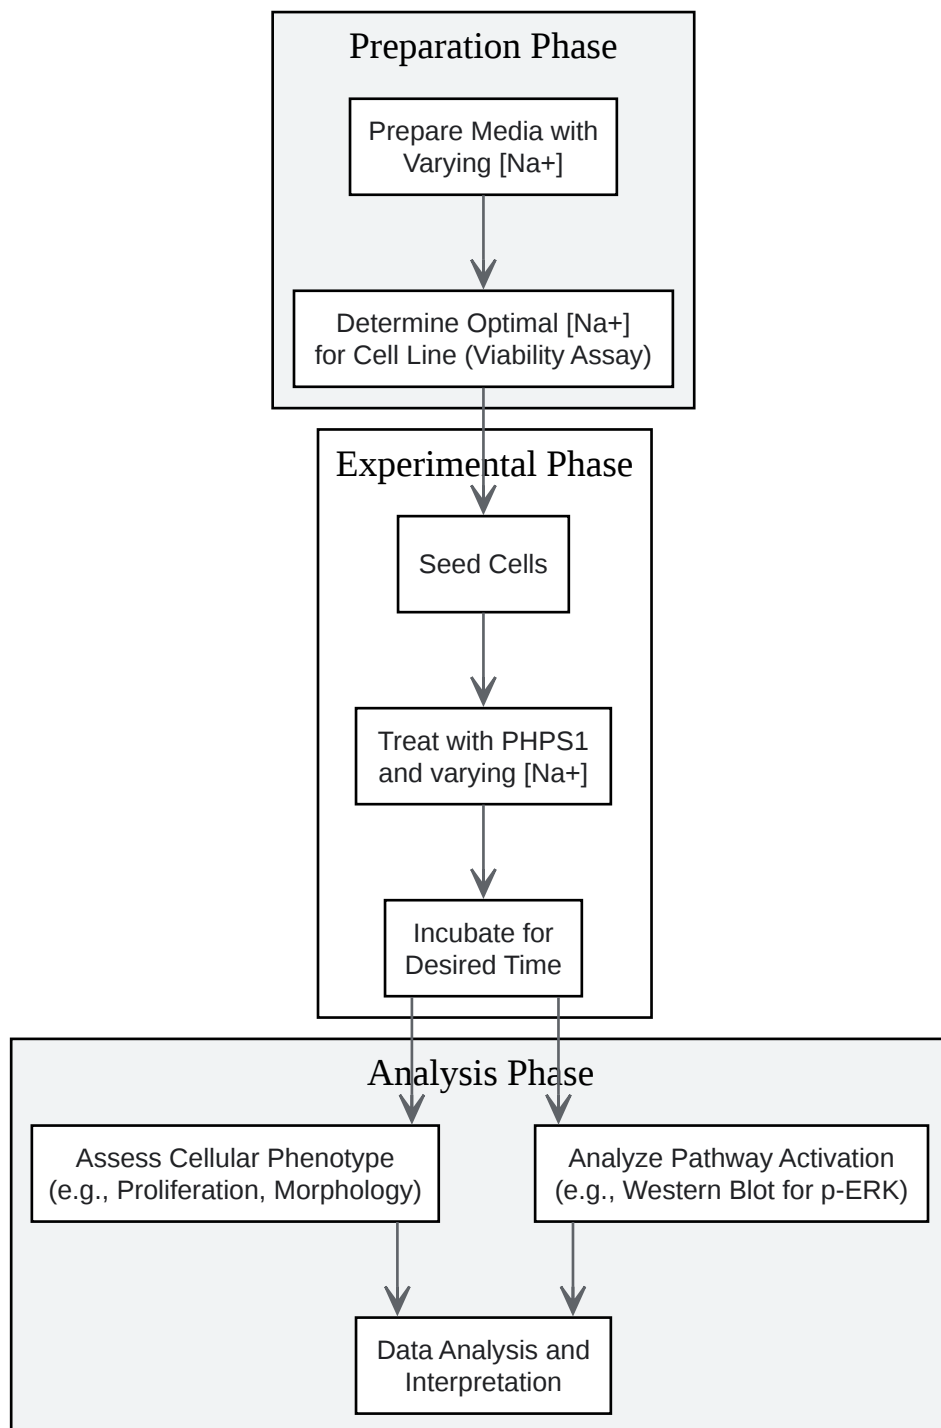 Preparation Phase
Prepare Media with
Varying [Na+]
Determine Optimal [Na+]
for Cell Line (Viability Assay)
Experimental Phase
Seed Cells
Treat with PHPS1
and varying [Na+]
Incubate for
Desired Time
Analysis Phase
Assess Cellular Phenotype
(e.g., Proliferation, Morphology)
Analyze Pathway Activation
(e.g., Western Blot for p-ERK)
Data Analysis and
Interpretation